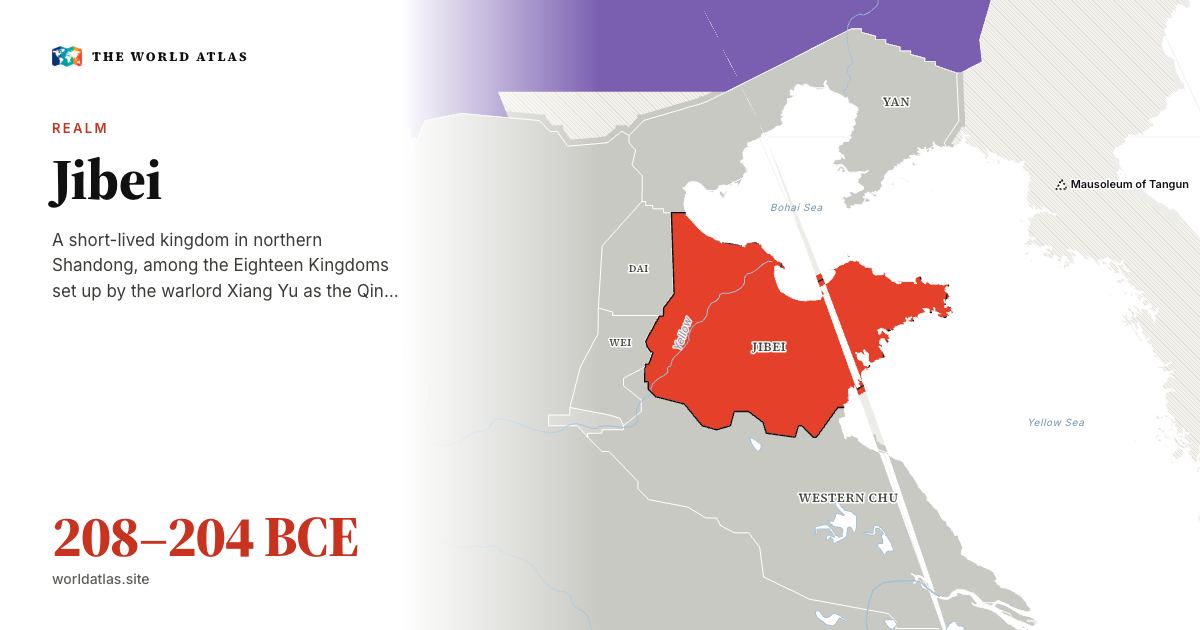 THE WORLD ATLAS
REALM
Jibei
A short-lived kingdom in northern
Shandong, among the Eighteen Kingdoms
set up by the warlord Xiang Yu as the Qin…
208–204 BCE
worldatlas.site
YAN
Mausoleum of Tangun
Bohai Sea
DAI
Yellow
WEI
JIBEI
Yellow Sea
WESTERN CHU